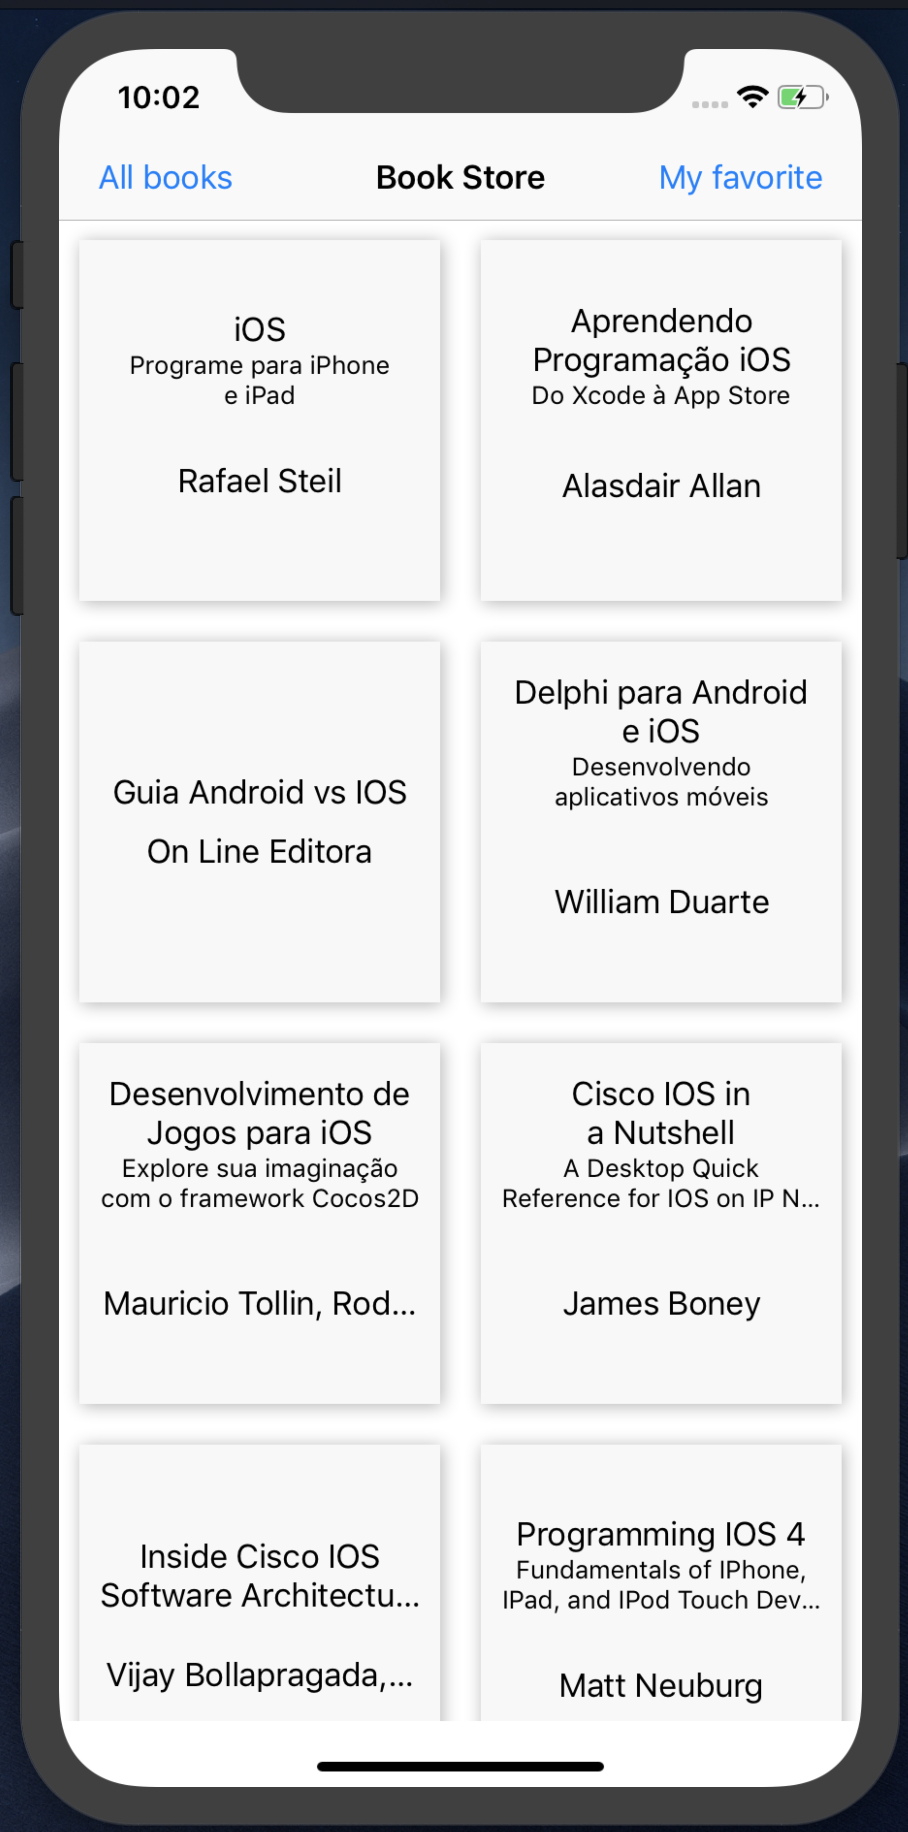 10:02
All books
Book Store
My favorite
iOS
Programe para iPhone
e iPad
Rafael Steil
Aprendendo
Programação iOS
Do Xcode à App Store
Alasdair Allan
Guia Android vs IOS
On Line Editora
Delphi para Android
e iOS
Desenvolvendo
aplicativos móveis
William Duarte
Desenvolvimento de
Jogos para iOS
Explore sua imaginação
com o framework Cocos2D
Mauricio Tollin, Rod...
Cisco IOS in
a Nutshell
A Desktop Quick
Reference for IOS on IP N...
James Boney
Inside Cisco IOS
Software Architectu...
Vijay Bollapragada,...
Programming IOS 4
Fundamentals of IPhone,
IPad, and IPod Touch Dev...
Matt Neuburg